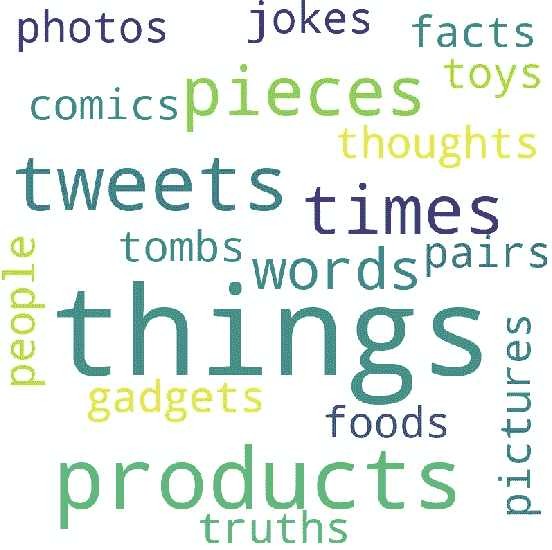 photos
jokes
facts
toys
comics
pieces
thoughts
tweets
times
tombs
words
pairs
people
things
gadgets
foods
pictures
products
truths